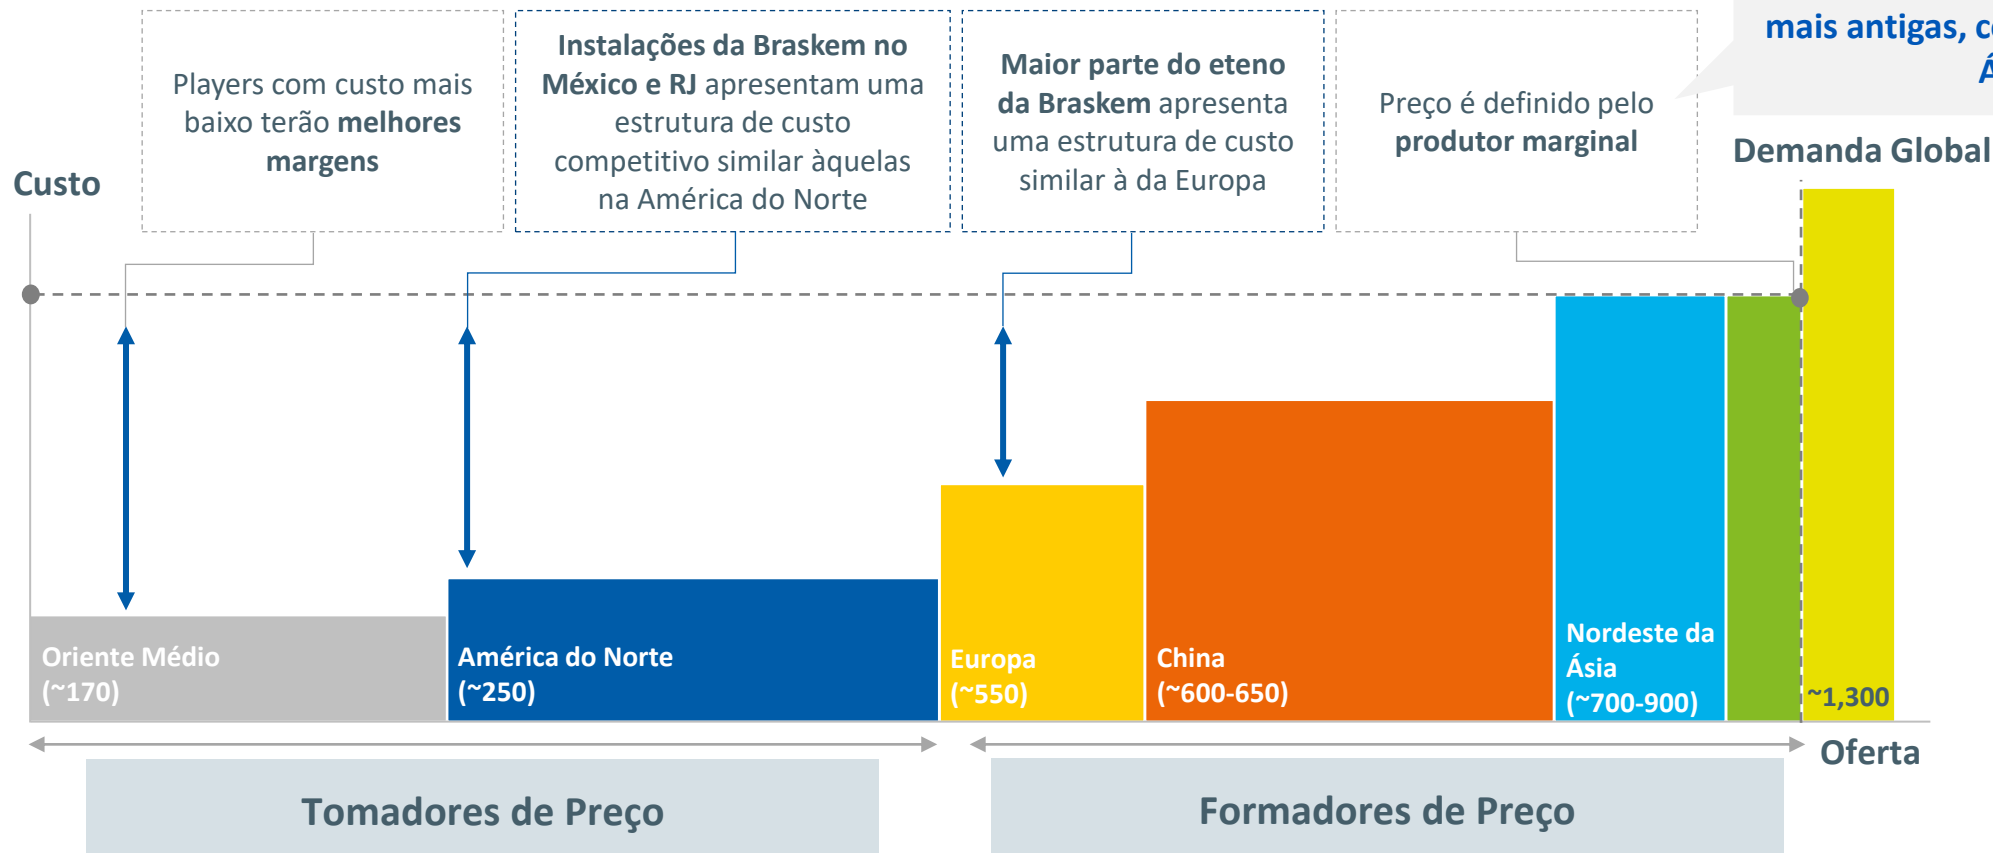 mais antigas, c
Players com custo mais
baixo terão melhores
margens
Instalações da Braskem no
México e RJ apresentam uma
estrutura de custo
competitivo similar àquelas
na América do Norte
Maior parte do eteno
da Braskem apresenta
uma estrutura de custo
similar à da Europa
Preço é definido pelo
produtor marginal
Demanda Global
Custo
Oriente Médio
(~170)
América do Norte
(~250)
Europa
(~550)
China
(~600-650)
Nordeste da
Ásia
(~700-900)
~1,300
Oferta
Tomadores de Preço
Formadores de Preço